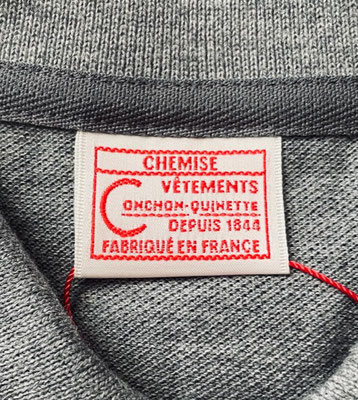 CHEMISE
VÊTEMENTS
CONCHON-QUINETTE
DEPUIS 1844
FABRIQUÉ EN FRANCE